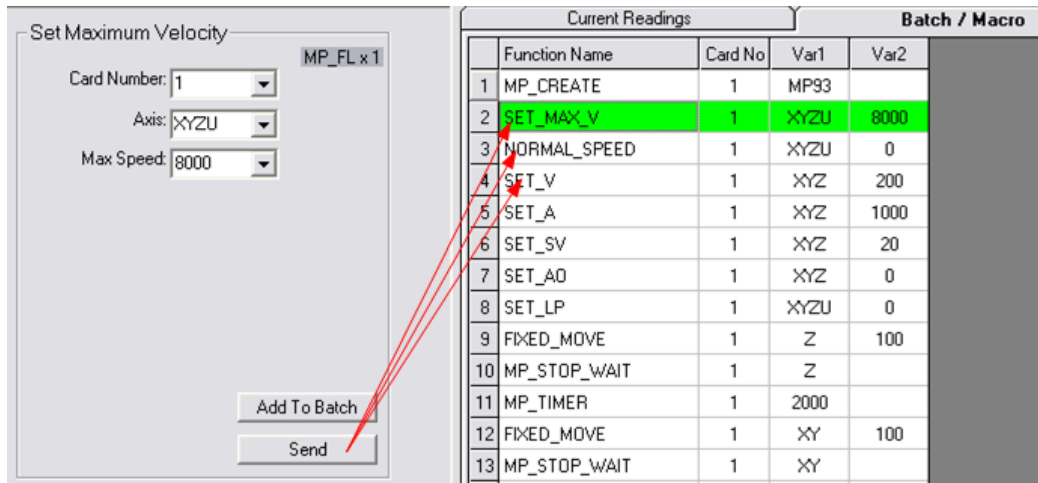 Set Maximum Velocity
MP_FL x 1
Card Number: 1
Axis: XYZU
Max Speed: 8000
Add To Batch
Send
Current Readings Batch / Macro
Function Name Card No Var1 Var2
1 MP_CREATE 1 MP93
2 SET_MAX_V 1 XYZU 8000
3 NORMAL_SPEED 1 XYZU 0
4 SET_V 1 XYZ 200
5 SET_A 1 XYZ 1000
6 SET_SV 1 XYZ 20
7 SET_AO 1 XYZ 0
8 SET_LP 1 XYZU 0
9 FIXED_MOVE 1 Z 100
10 MP_STOP_WAIT 1 Z
11 MP_TIMER 1 2000
12 FIXED_MOVE 1 XY 100
13 MP_STOP_WAIT 1 XY